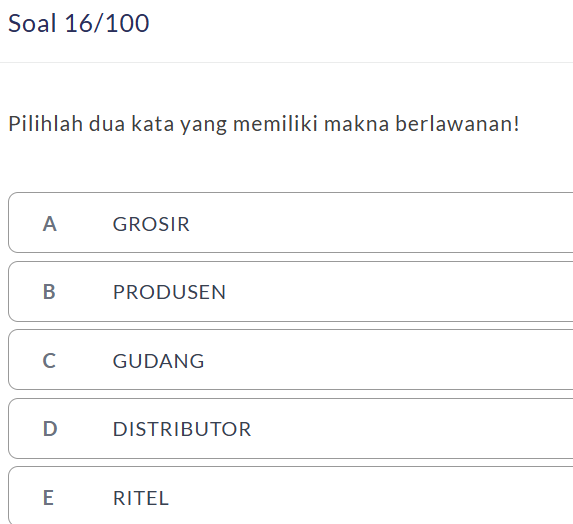 Soal 16/100
Pilihlah dua kata yang memiliki makna berlawanan!
A GROSIR
B PRODUSEN
C GUDANG
D DISTRIBUTOR
E RITEL